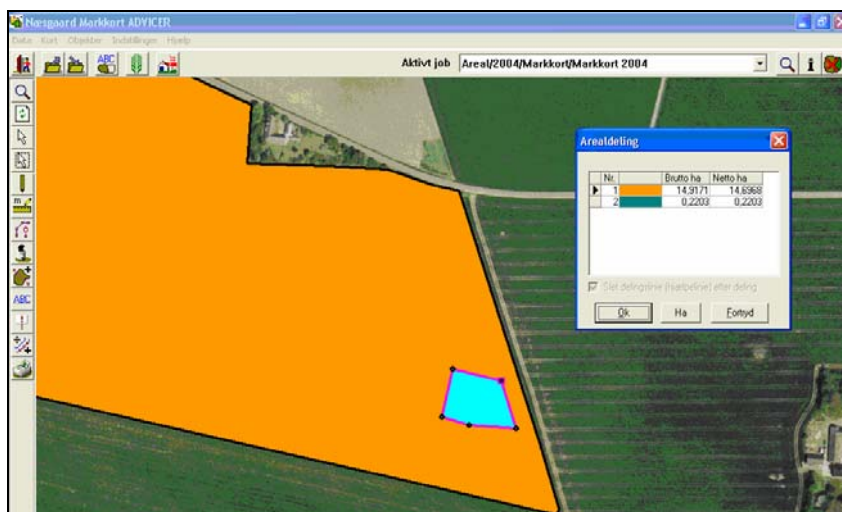 Næsgaard Markkort ADVICER
Data Kort Objekter Indstillinger Hjælp
ABC Aktivt job Areal/2004/Markkort/Markkort 2004 i
m
ABC
Arealdeling
Nr. Brutto ha Netto ha
1 14,9171 14,6968
2 0,2203 0,2203
Slet delingslinie (hjælpelinie) efter deling
Ok Ha Fortryd